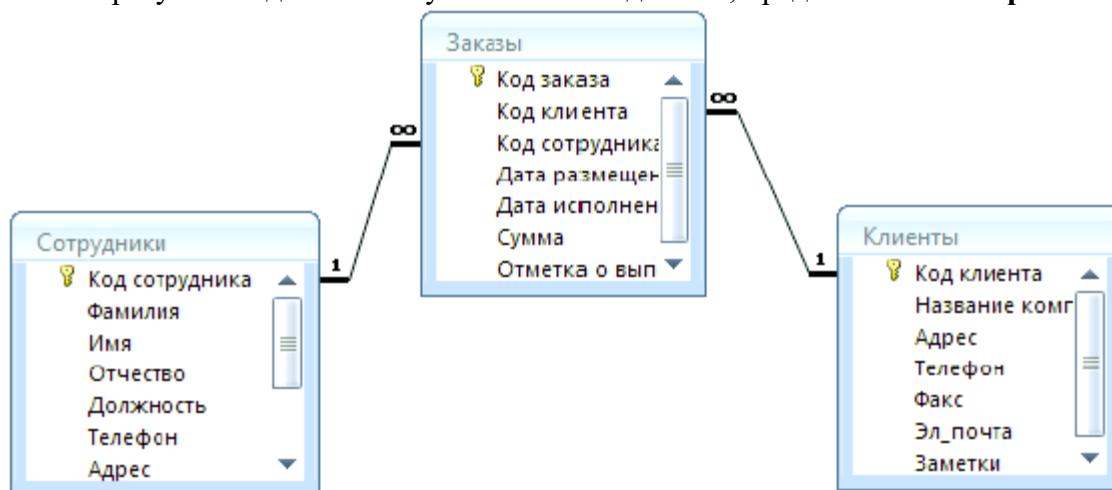 Заказы
Код заказа
Код клиента
Код сотрудника
Дата размещен
Дата исполнен
Сумма
Отметка о вып
∞
∞
1
1
Сотрудники
Код сотрудника
Фамилия
Имя
Отчество
Должность
Телефон
Адрес
Клиенты
Код клиента
Название комп
Адрес
Телефон
Факс
Эл_почта
Заметки